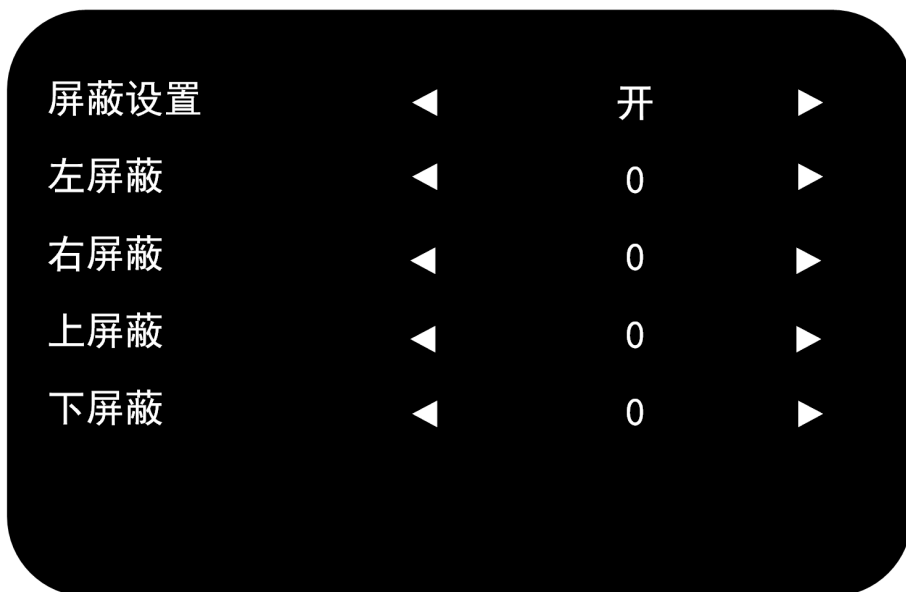 屏蔽设置 ◀ 开 ▶
左屏蔽 ◀ 0 ▶
右屏蔽 ◀ 0 ▶
上屏蔽 ◀ 0 ▶
下屏蔽 ◀ 0 ▶